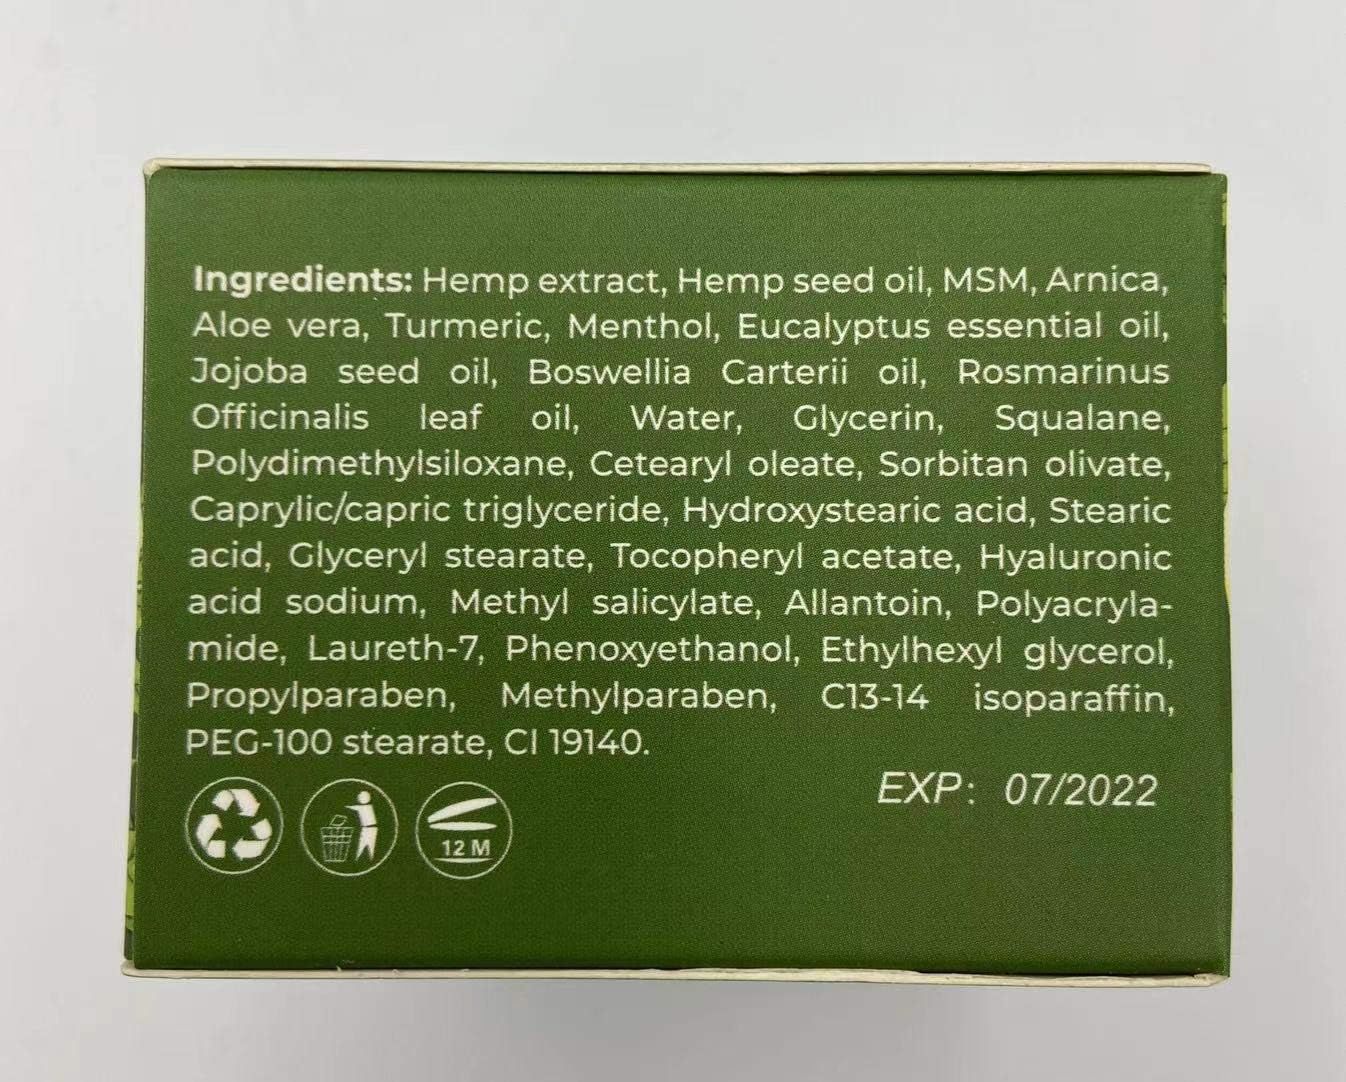 Ingredients: Hemp extract, Hemp seed oil, MSM, Arnica,
Aloe vera, Turmeric, Menthol, Eucalyptus essential oil,
Jojoba seed oil, Boswellia Carterii oil, Rosmarinus
Officinalis leaf oil, Water, Glycerin, Squalane,
Polydimethylsiloxane, Cetearyl oleate, Sorbitan olivate,
Caprylic/capric triglyceride, Hydroxystearic acid, Stearic
acid, Glyceryl stearate, Tocopheryl acetate, Hyaluronic
acid sodium, Methyl salicylate, Allantoin, Polyacryla-
mide, Laureth-7, Phenoxyethanol, Ethylhexyl glycerol,
Propylparaben, Methylparaben, C13-14 isoparaffin,
PEG-100 stearate, CI 19140.
EXP: 07/2022
12 M